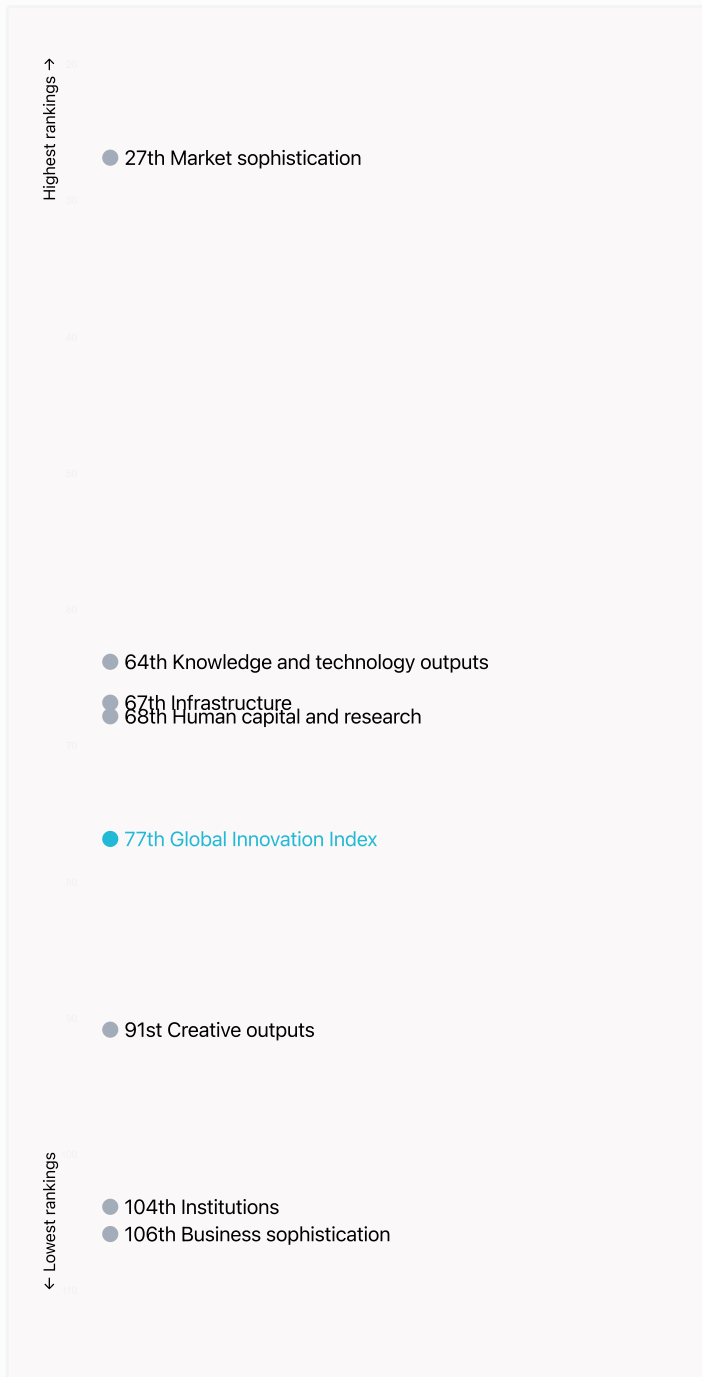 Highest rankings →
27th Market sophistication
64th Knowledge and technology outputs
67th Infrastructure
68th Human capital and research
77th Global Innovation Index
91st Creative outputs
104th Institutions
106th Business sophistication
← Lowest rankings